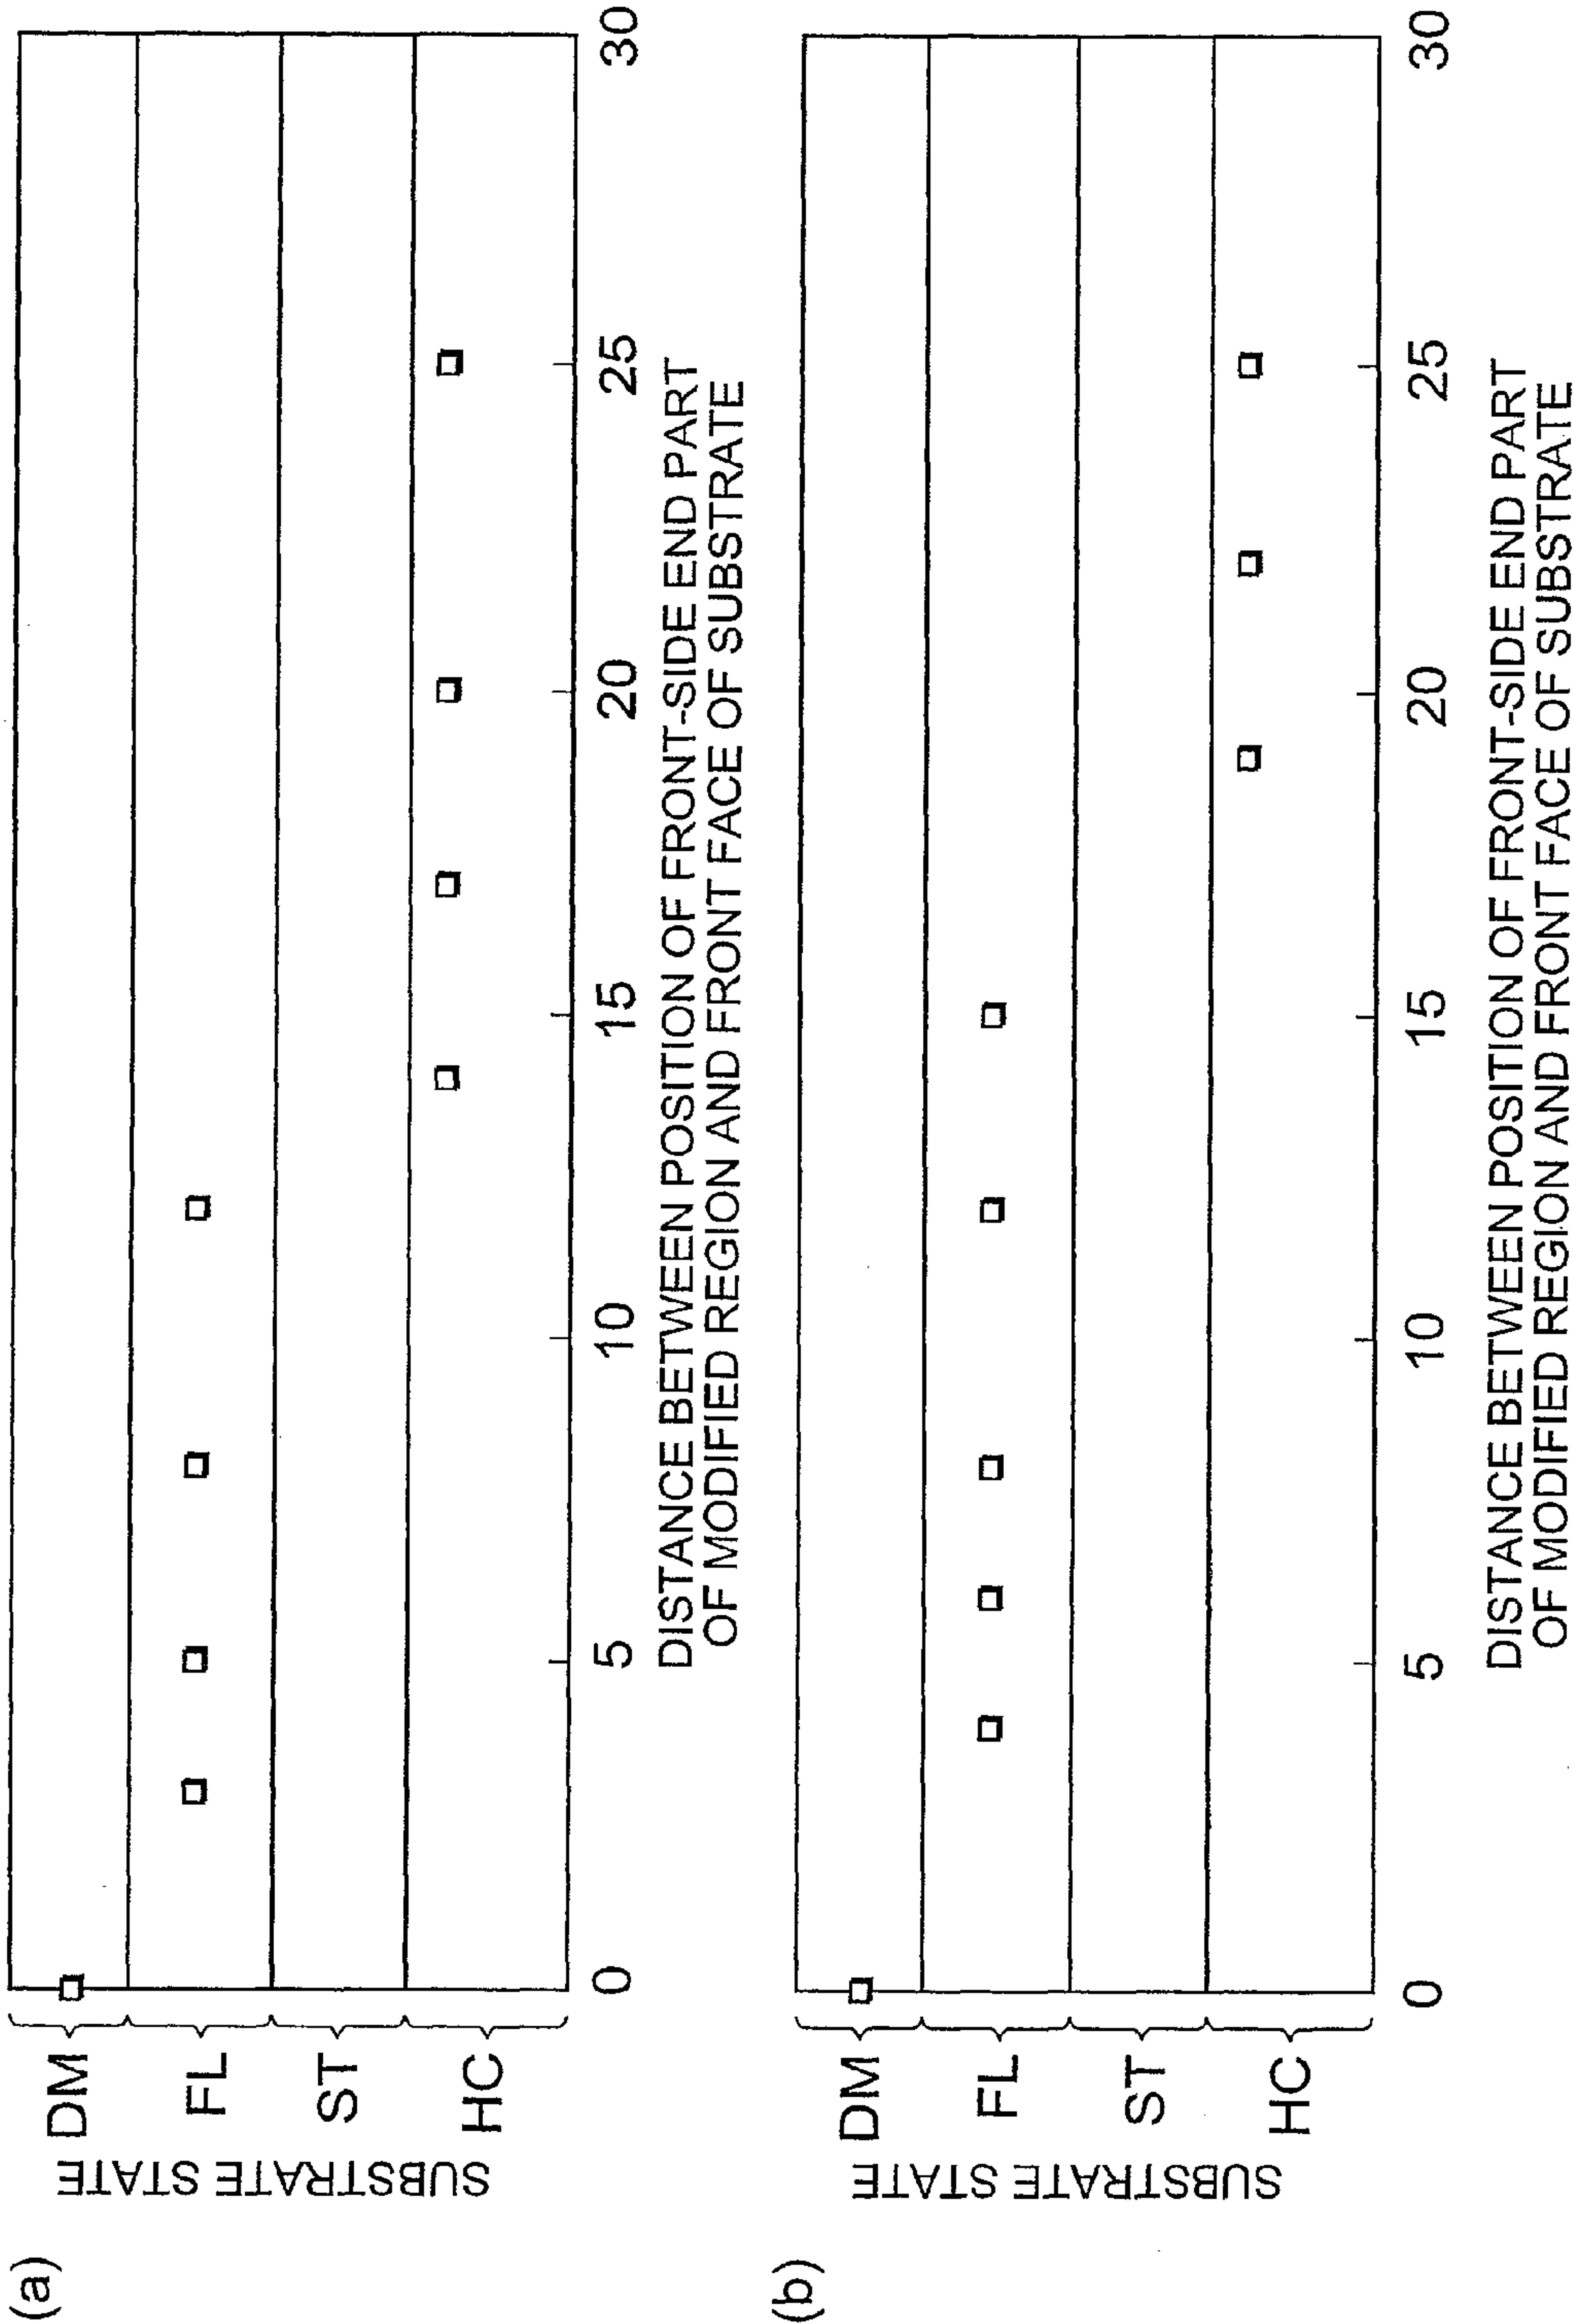 (a)
SUBSTRATE STATE
DM
FL
ST
HC
0 5 10 15 20 25 30
DISTANCE BETWEEN POSITION OF FRONT-SIDE END PART
OF MODIFIED REGION AND FRONT FACE OF SUBSTRATE
(b)
SUBSTRATE STATE
DM
FL
ST
HC
0 5 10 15 20 25 30
DISTANCE BETWEEN POSITION OF FRONT-SIDE END PART
OF MODIFIED REGION AND FRONT FACE OF SUBSTRATE